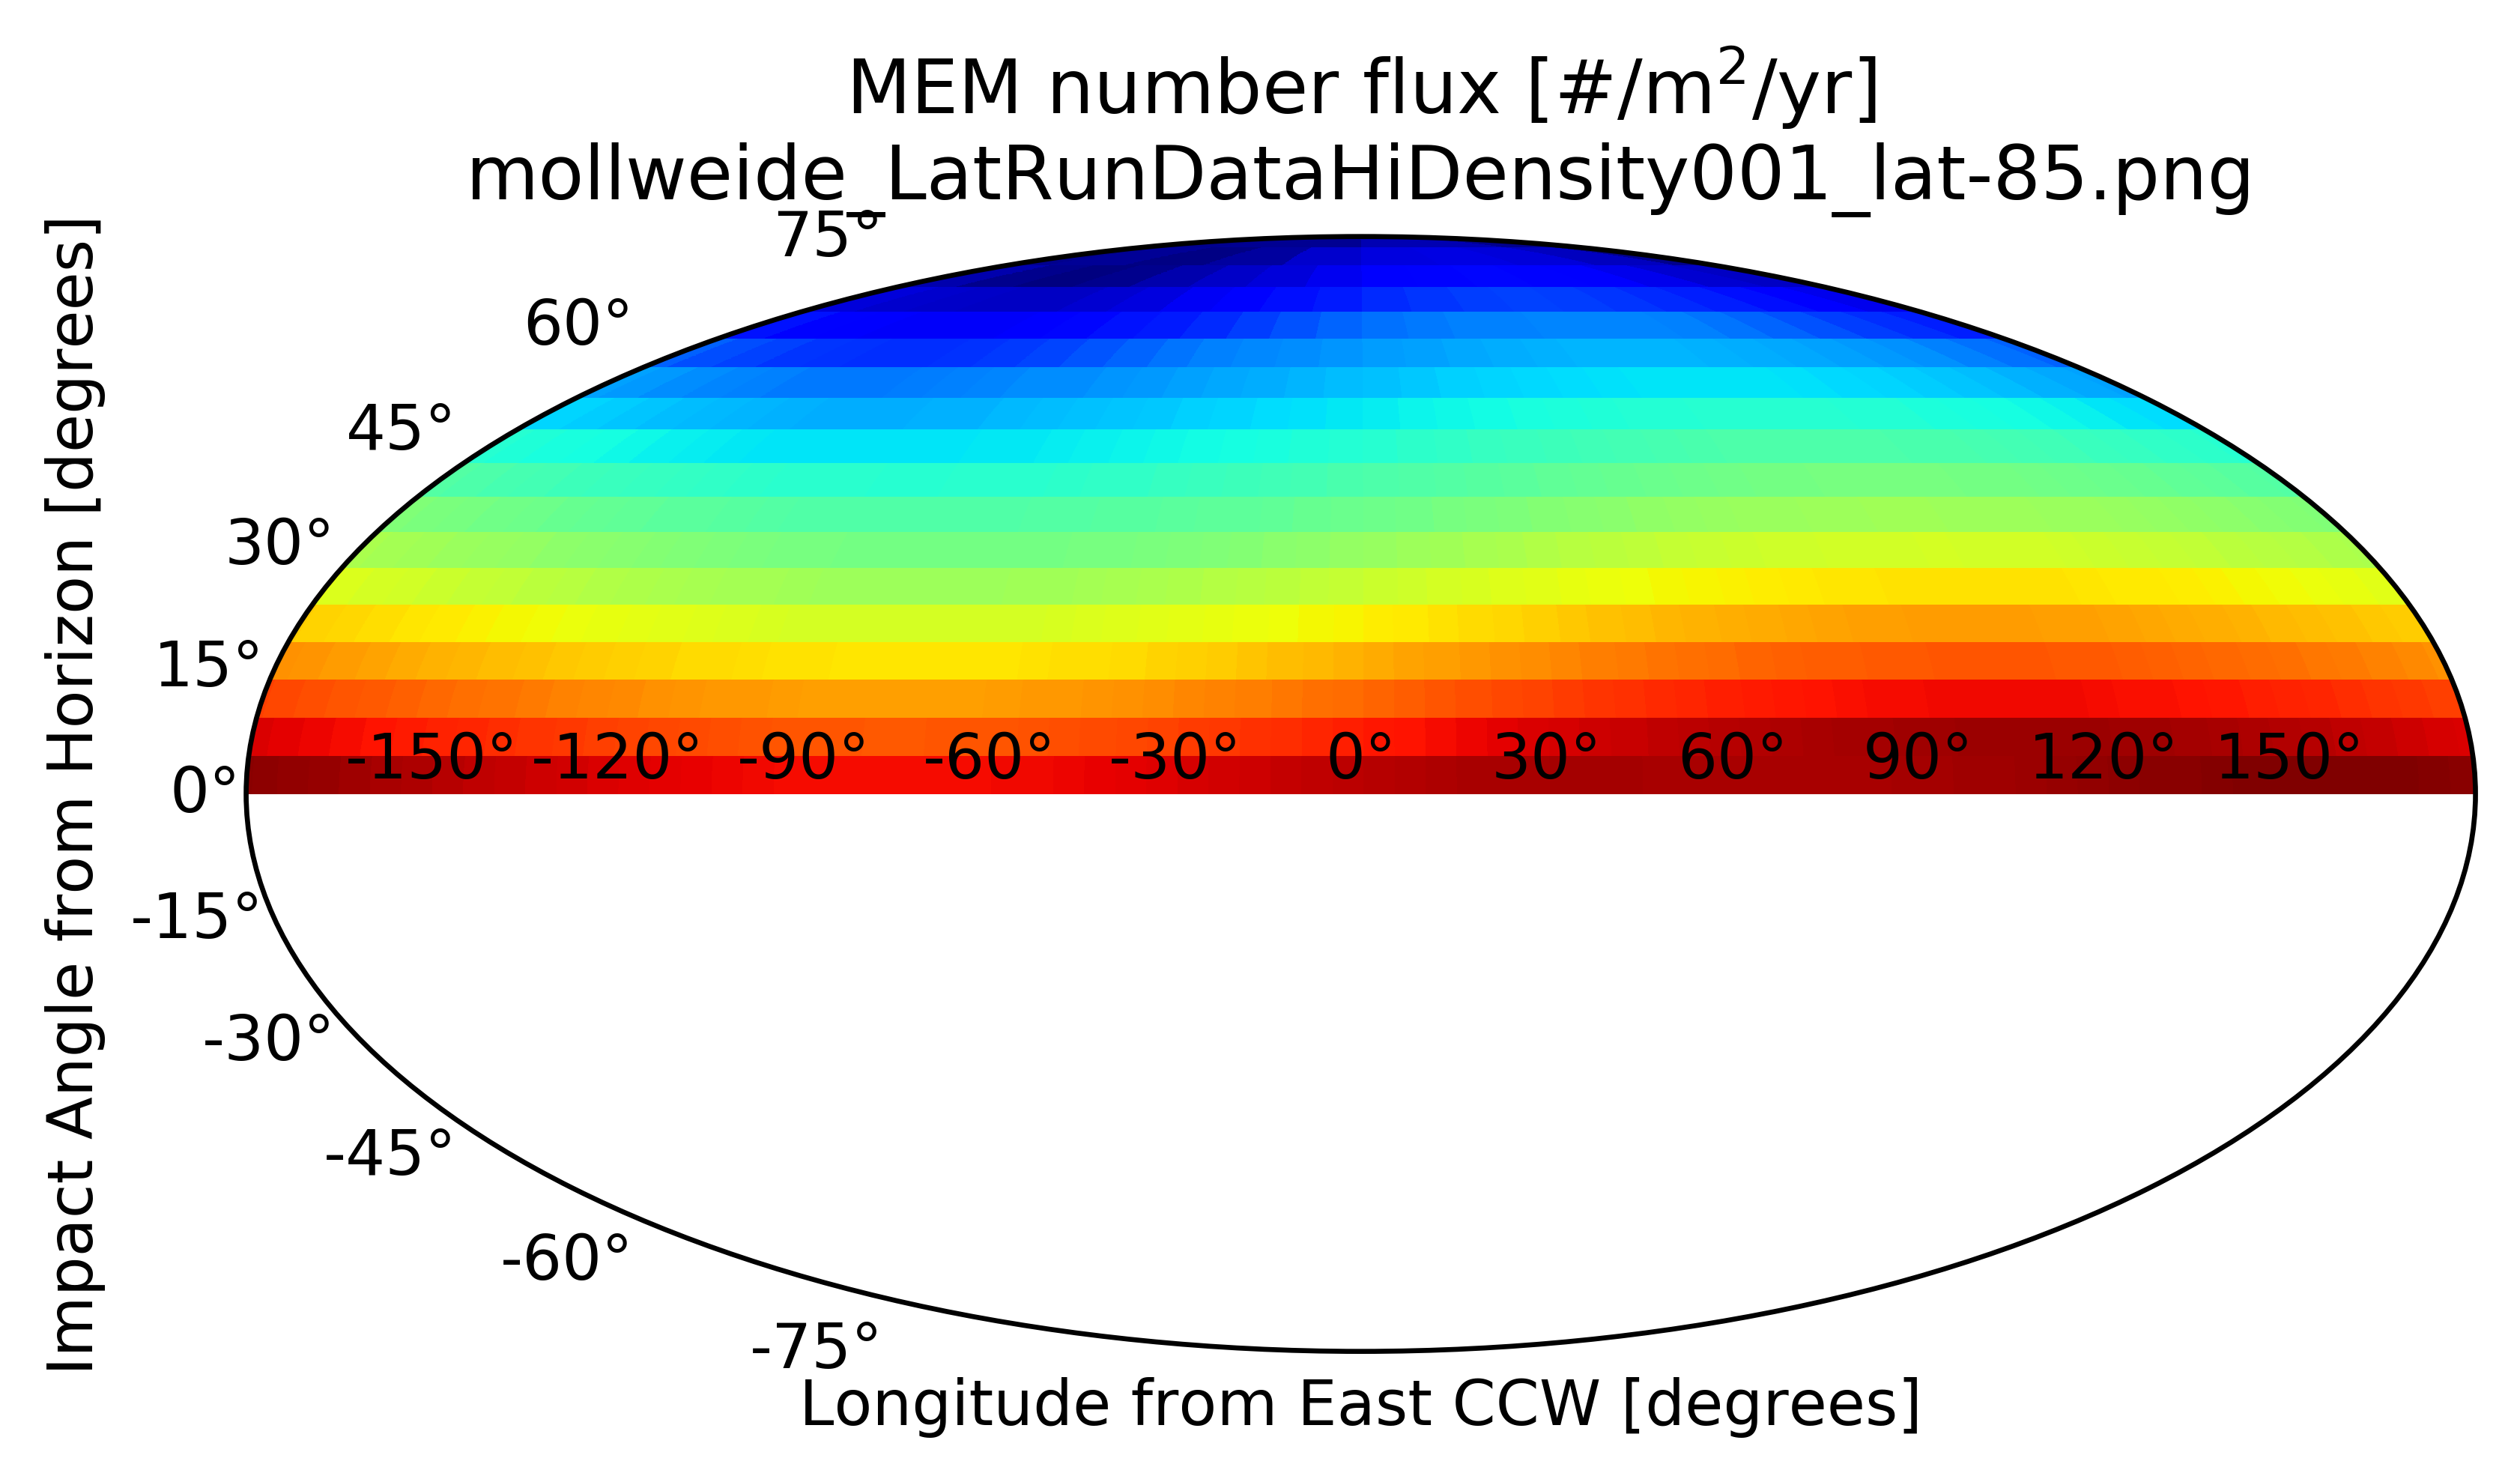 MEM number flux [#/m²/yr]
mollweide_LatRunDataHiDensity001_lat-85.png
Impact Angle from Horizon [degrees]
75°
60°
45°
30°
15°
0°
-15°
-30°
-45°
-60°
-75°
-150° -120° -90° -60° -30° 0° 30° 60° 90° 120° 150°
Longitude from East CCW [degrees]